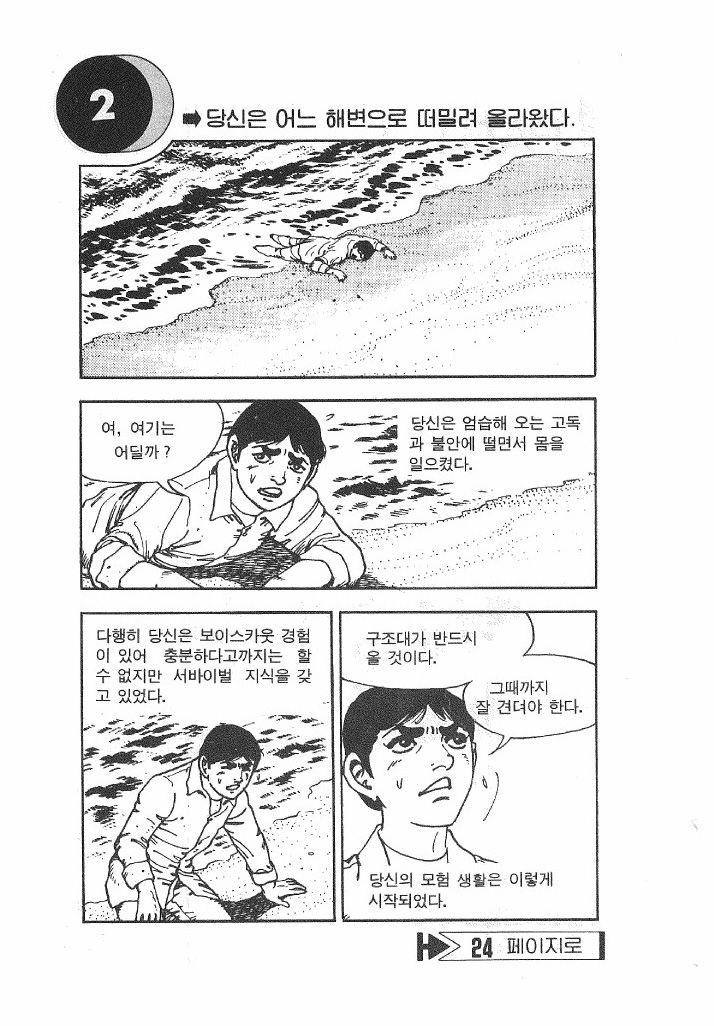 2
➡ 당신은 어느 해변으로 떠밀려 올라왔다.
여, 여기는
어딜까?
당신은 엄습해 오는 고독
과 불안에 떨면서 몸을
일으켰다.
다행히 당신은 보이스카웃 경험
이 있어 충분하다고까지는 할
수 없지만 서바이벌 지식을 갖
고 있었다.
구조대가 반드시
올 것이다.
그때까지
잘 견뎌야 한다.
당신의 모험 생활은 이렇게
시작되었다.
24 페이지로